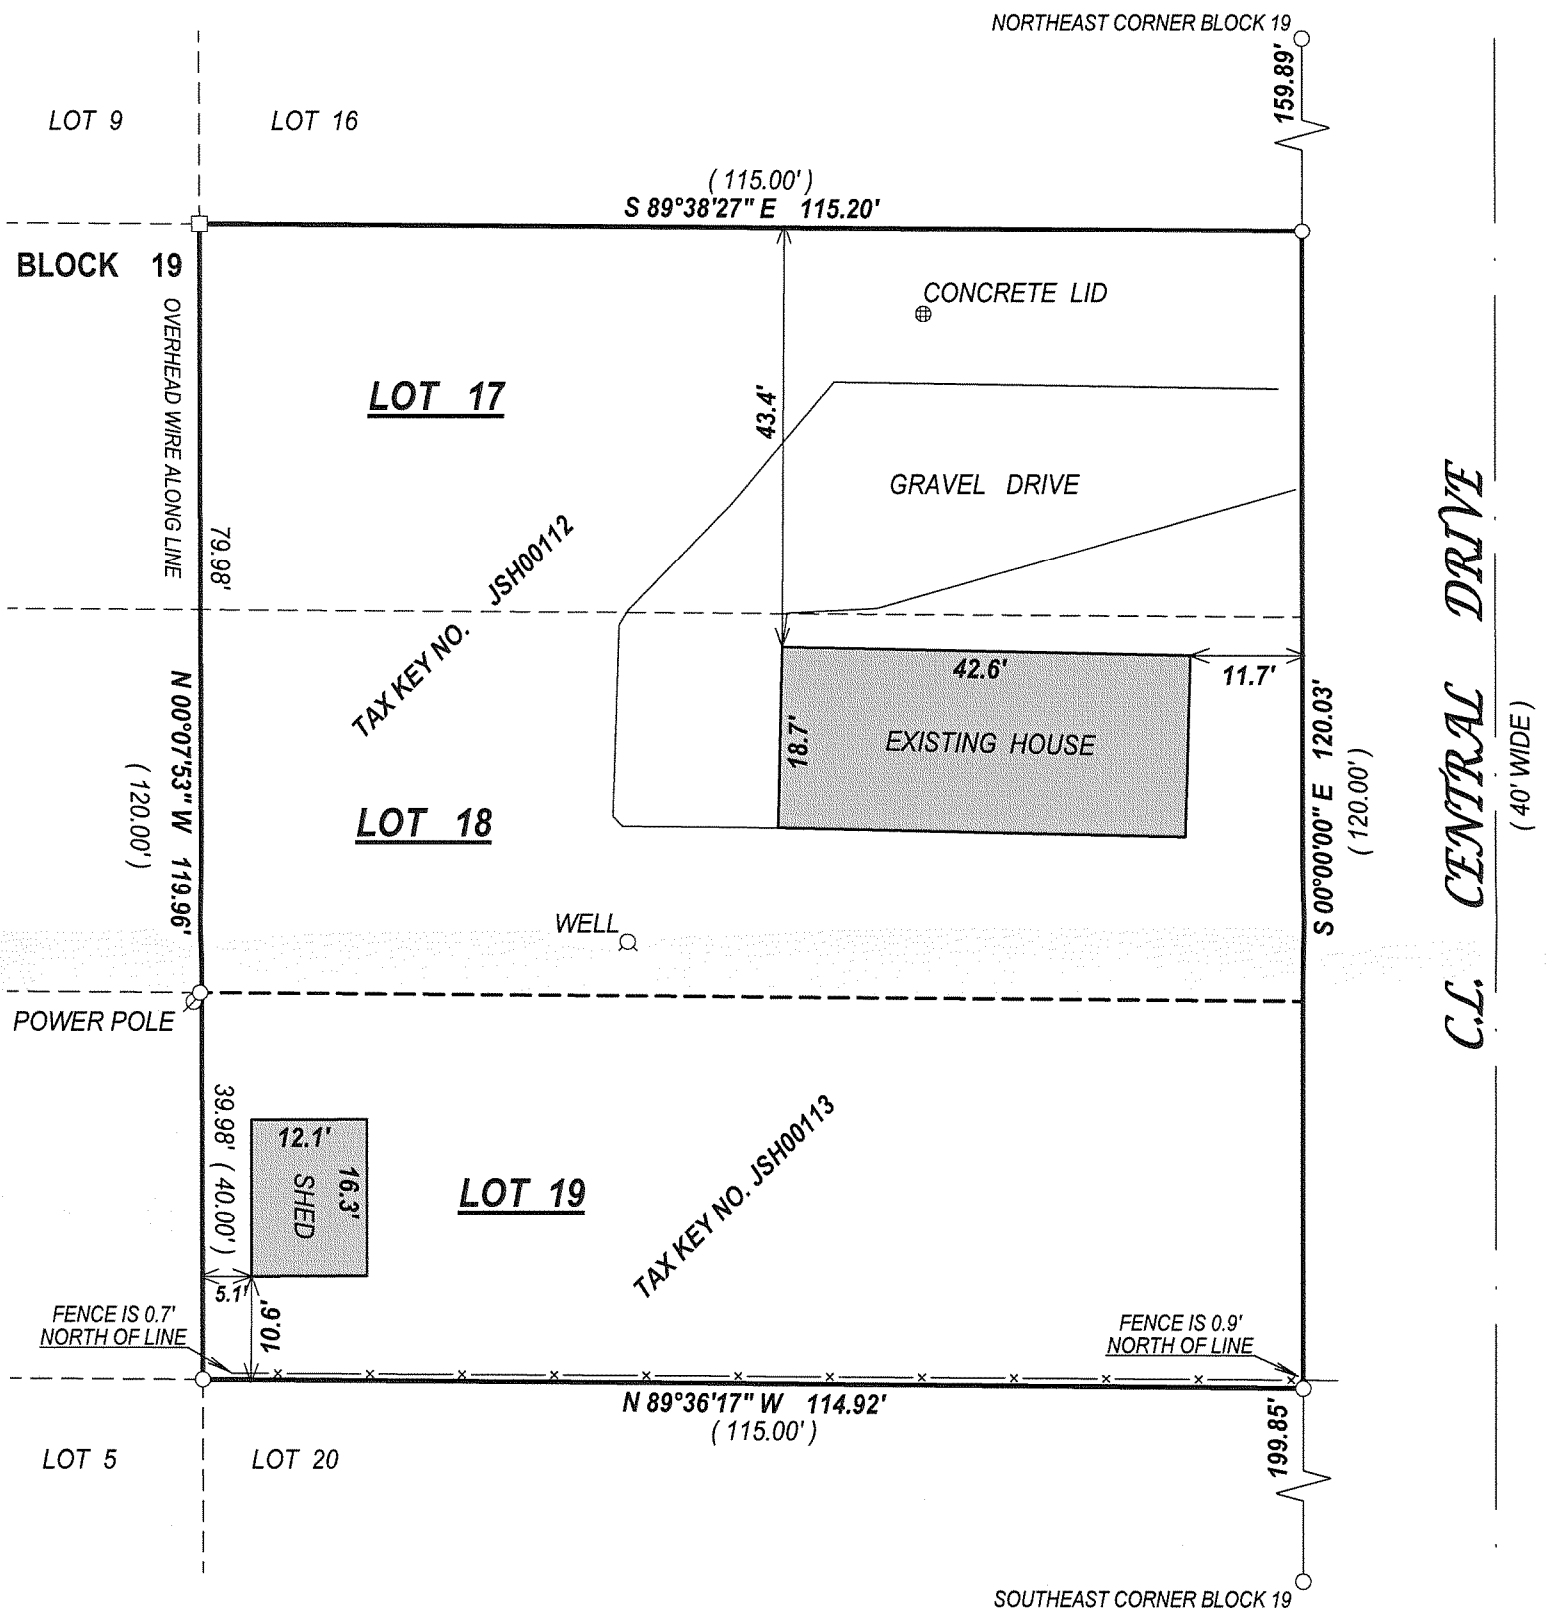 NORTHEAST CORNER BLOCK 19
159.89'
LOT 9
LOT 16
( 115.00' )
S 89°38'27" E 115.20'
BLOCK 19
CONCRETE LID
OVERHEAD WIRE ALONG LINE
LOT 17
43.4'
GRAVEL DRIVE
79.98'
TAX KEY NO. JSH00112
42.6'
11.7'
18.7'
EXISTING HOUSE
N 00°07'53" W 119.96'
( 120.00' )
S 00°00'00" E 120.03'
( 120.00' )
C.L. CENTRAL DRIVE
( 40' WIDE )
LOT 18
WELL
POWER POLE
39.98' ( 40.00' )
12.1'
16.3'
SHED
LOT 19
TAX KEY NO. JSH00113
5.1'
10.6'
FENCE IS 0.7'
NORTH OF LINE
FENCE IS 0.9'
NORTH OF LINE
N 89°36'17" W 114.92'
( 115.00' )
199.85'
LOT 5
LOT 20
SOUTHEAST CORNER BLOCK 19